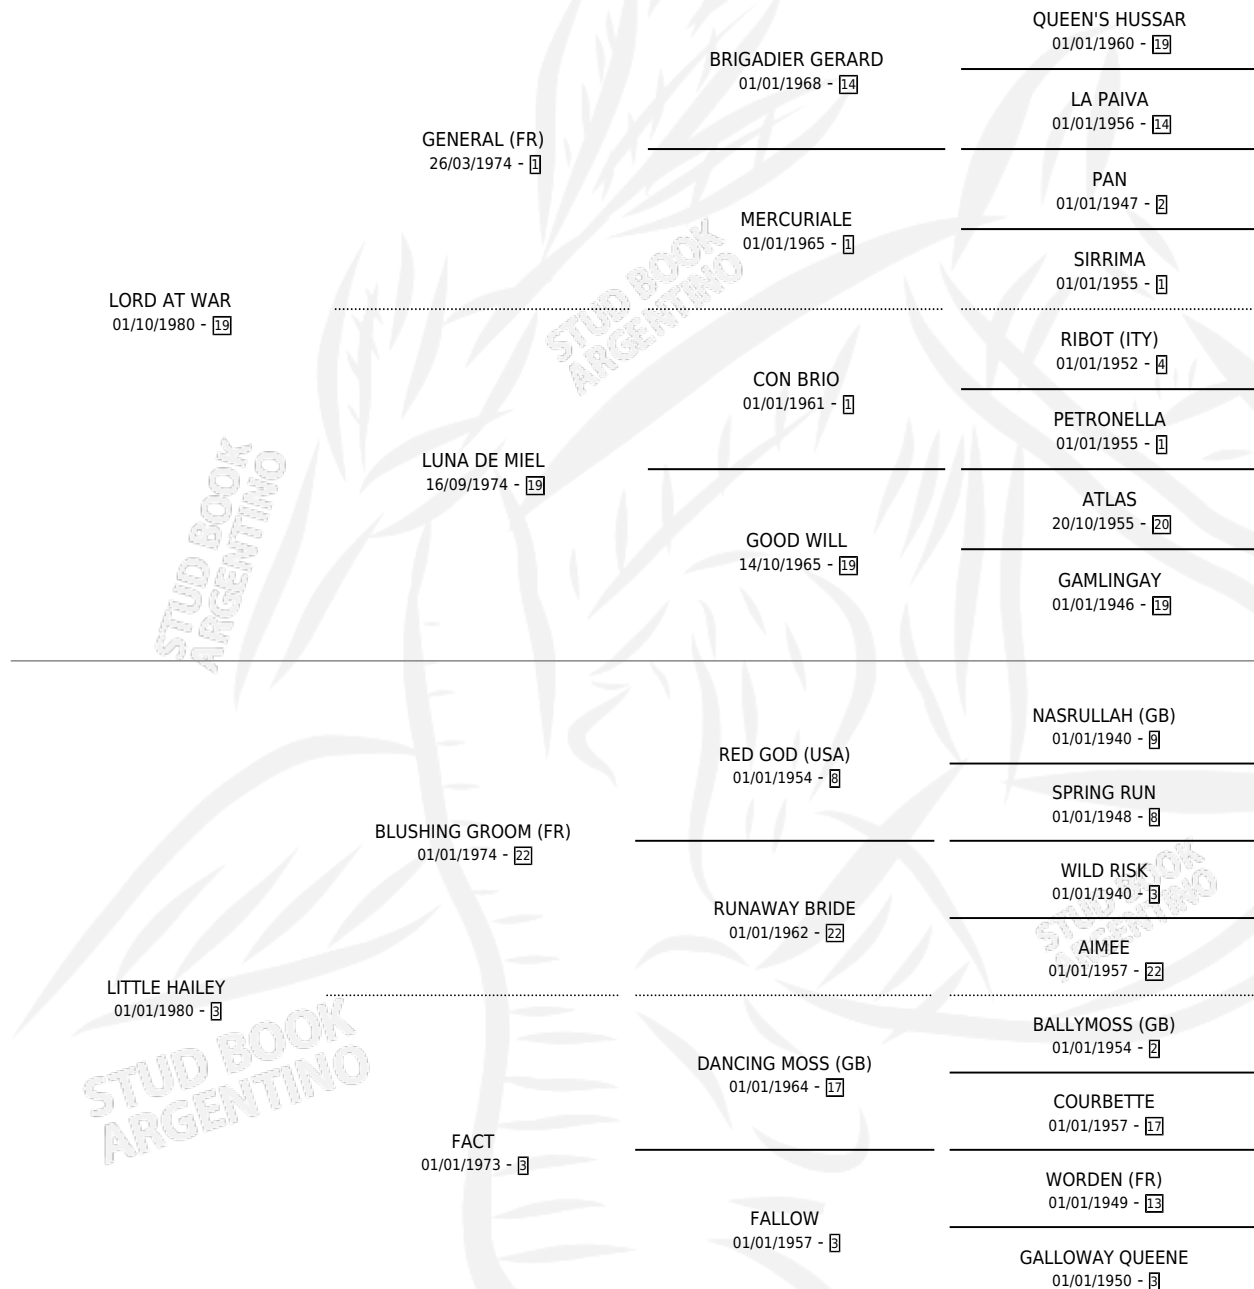 QUEEN'S HUSSAR
01/01/1960 - 19
BRIGADIER GERARD
01/01/1968 - 14
LA PAIVA
01/01/1956 - 14
GENERAL (FR)
26/03/1974 - 1
PAN
01/01/1947 - 2
MERCURIALE
01/01/1965 - 1
SIRRIMA
01/01/1955 - 1
LORD AT WAR
01/10/1980 - 19
RIBOT (ITY)
01/01/1952 - 4
CON BRIO
01/01/1961 - 1
PETRONELLA
01/01/1955 - 1
LUNA DE MIEL
16/09/1974 - 19
ATLAS
20/10/1955 - 20
GOOD WILL
14/10/1965 - 19
GAMLINGAY
01/01/1946 - 19
NASRULLAH (GB)
01/01/1940 - 9
RED GOD (USA)
01/01/1954 - 8
SPRING RUN
01/01/1948 - 8
BLUSHING GROOM (FR)
01/01/1974 - 22
WILD RISK
01/01/1940 - 3
RUNAWAY BRIDE
01/01/1962 - 22
AIMEE
01/01/1957 - 22
LITTLE HAILEY
01/01/1980 - 3
BALLYMOSS (GB)
01/01/1954 - 2
DANCING MOSS (GB)
01/01/1964 - 17
COURBETTE
01/01/1957 - 17
FACT
01/01/1973 - 3
WORDEN (FR)
01/01/1949 - 13
FALLOW
01/01/1957 - 3
GALLOWAY QUEENE
01/01/1950 - 3
STUD BOOK
ARGENTINO
STUD BOOK
ARGENTINO
STUD BOOK
ARGENTINO
STUD BOOK
ARGENTINO